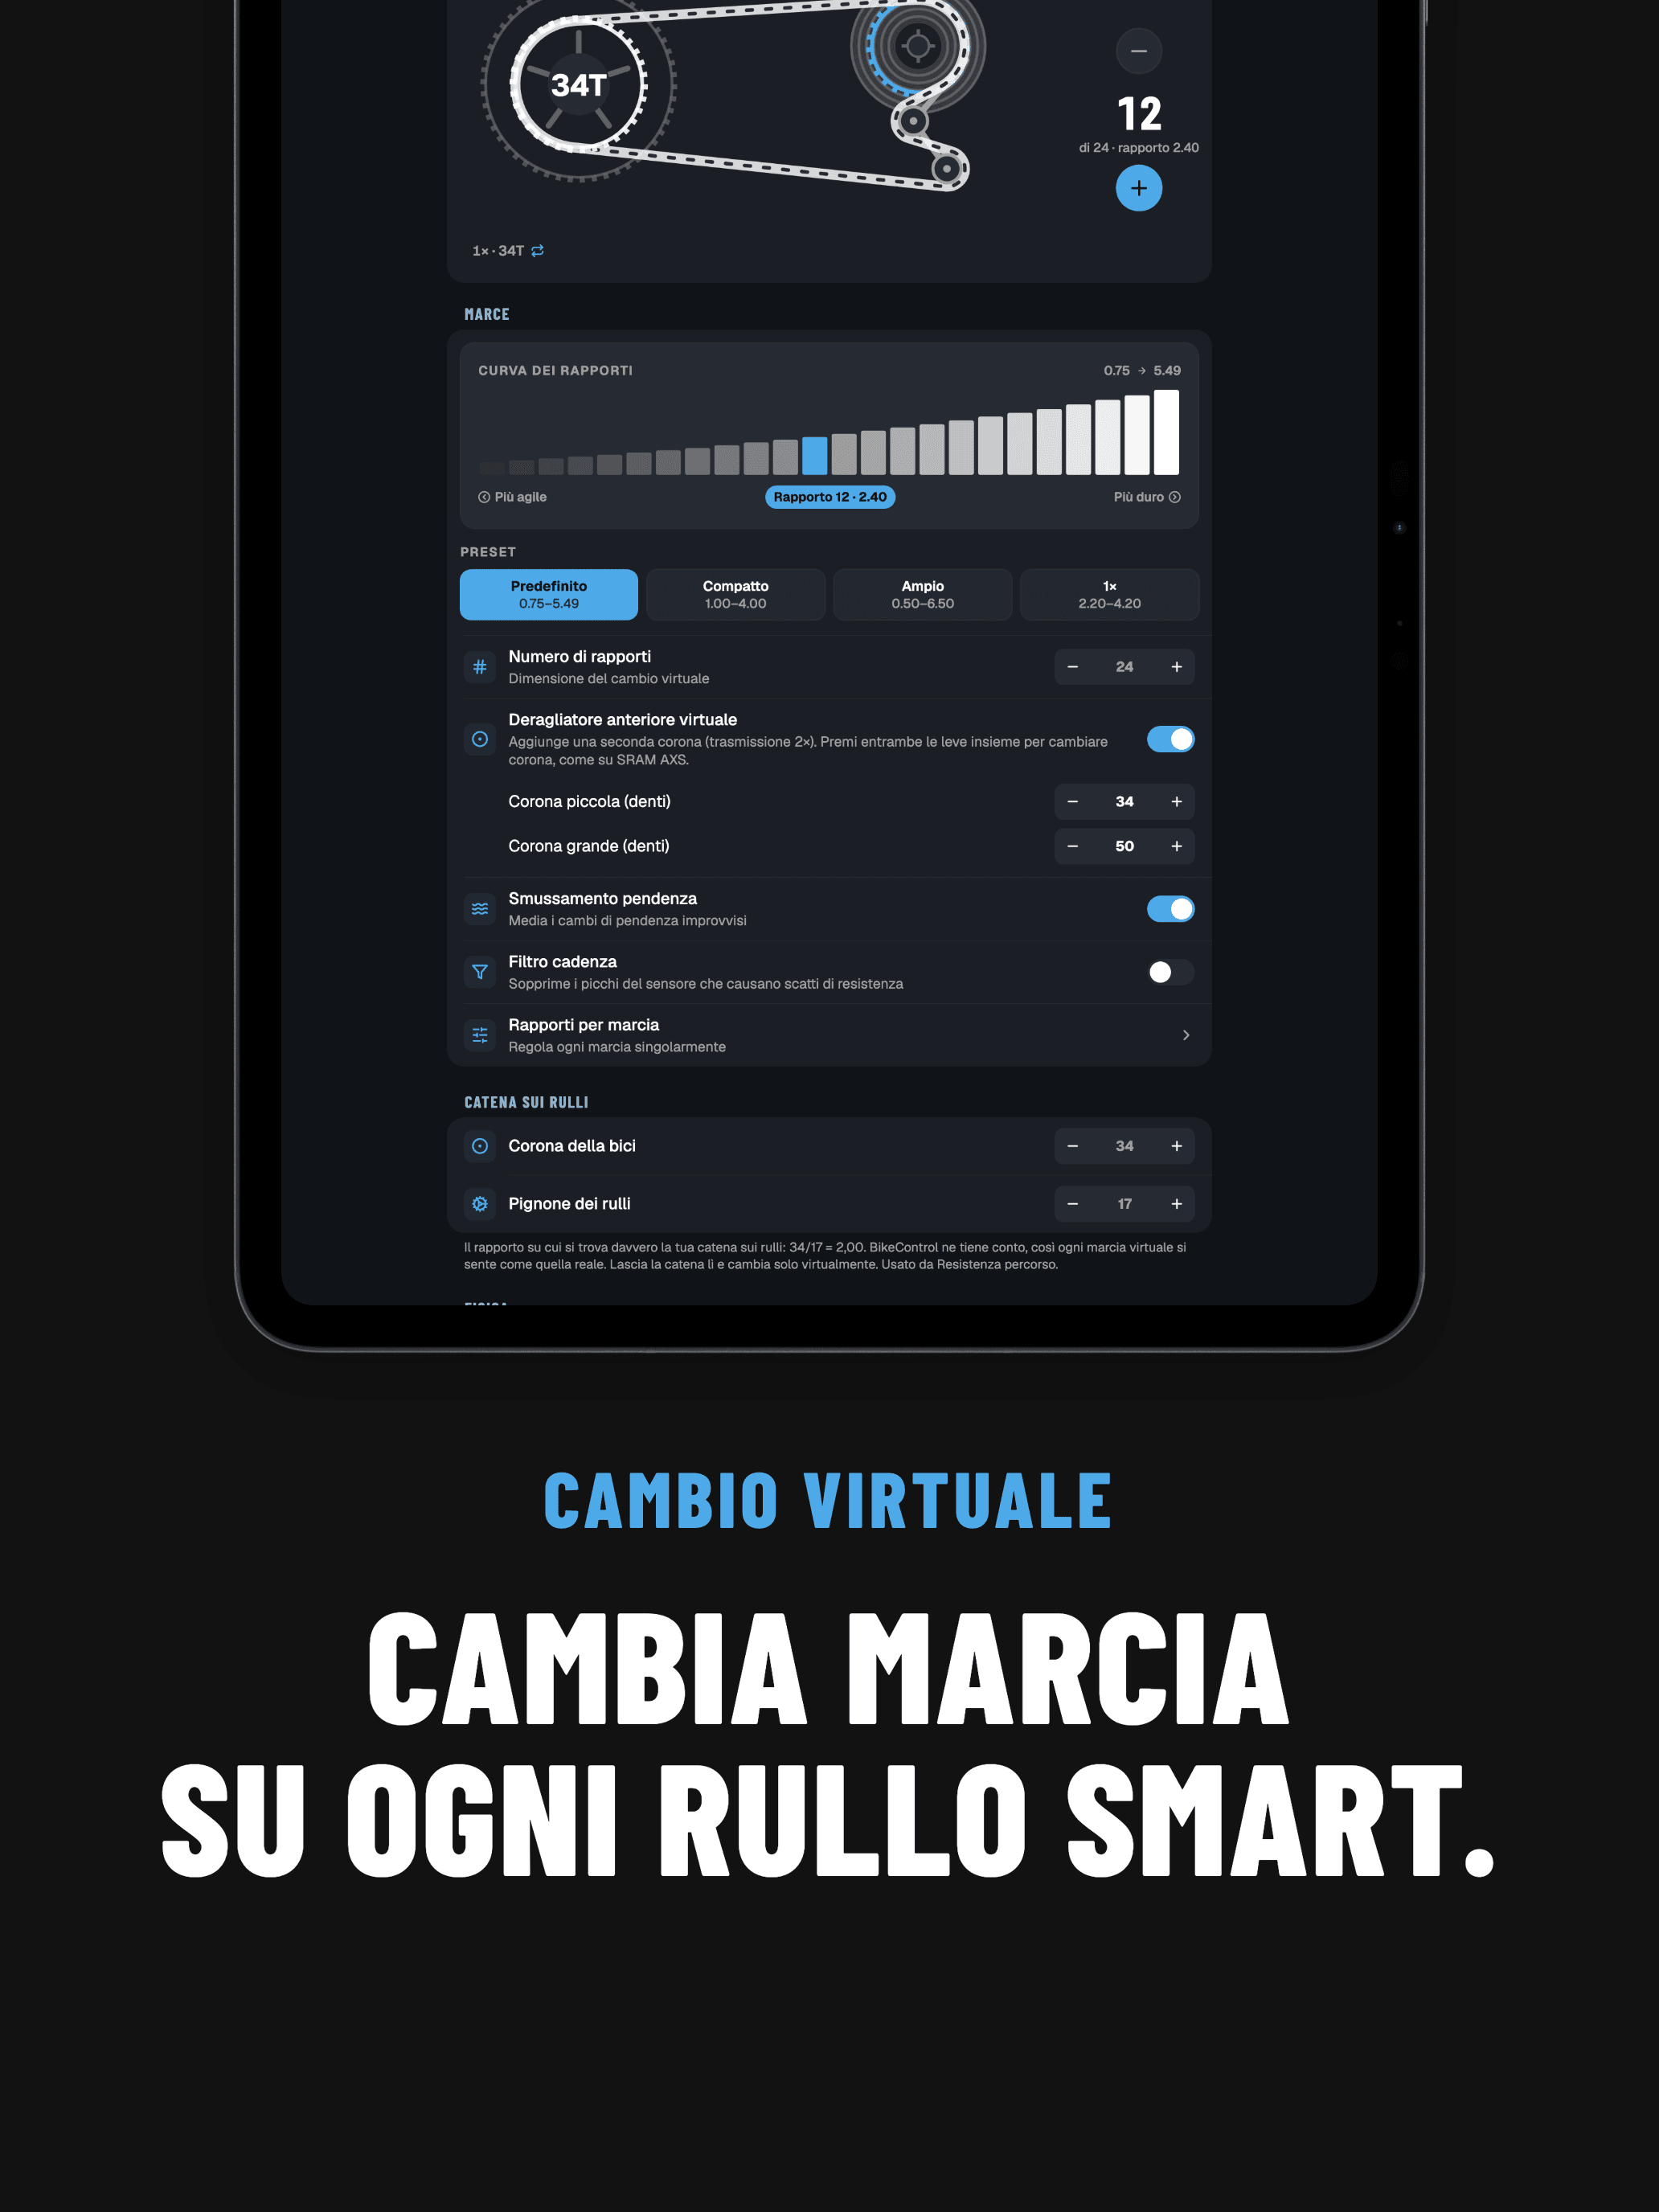 34T
12
di 24 · rapporto 2.40
1× · 34T
MARCE
CURVA DEI RAPPORTI
0.75 → 5.49
Più agile
Rapporto 12 · 2.40
Più duro
PRESET
Predefinito
0.75–5.49
Compatto
1.00–4.00
Ampio
0.50–6.50
1×
2.20–4.20
Numero di rapporti
Dimensione del cambio virtuale
− 24 +
Deragliatore anteriore virtuale
Aggiunge una seconda corona (trasmissione 2×). Premi entrambe le leve insieme per cambiare
corona, come su SRAM AXS.
Corona piccola (denti)
− 34 +
Corona grande (denti)
− 50 +
Smussamento pendenza
Media i cambi di pendenza improvvisi
Filtro cadenza
Sopprime i picchi del sensore che causano scatti di resistenza
Rapporti per marcia
Regola ogni marcia singolarmente
CATENA SUI RULLI
Corona della bici
− 34 +
Pignone dei rulli
− 17 +
Il rapporto su cui si trova davvero la tua catena sui rulli: 34/17 = 2,00. BikeControl ne tiene conto, così ogni marcia virtuale si
sente come quella reale. Lascia la catena lì e cambia solo virtualmente. Usato da Resistenza percorso.
CAMBIO VIRTUALE
CAMBIA MARCIA
SU OGNI RULLO SMART.